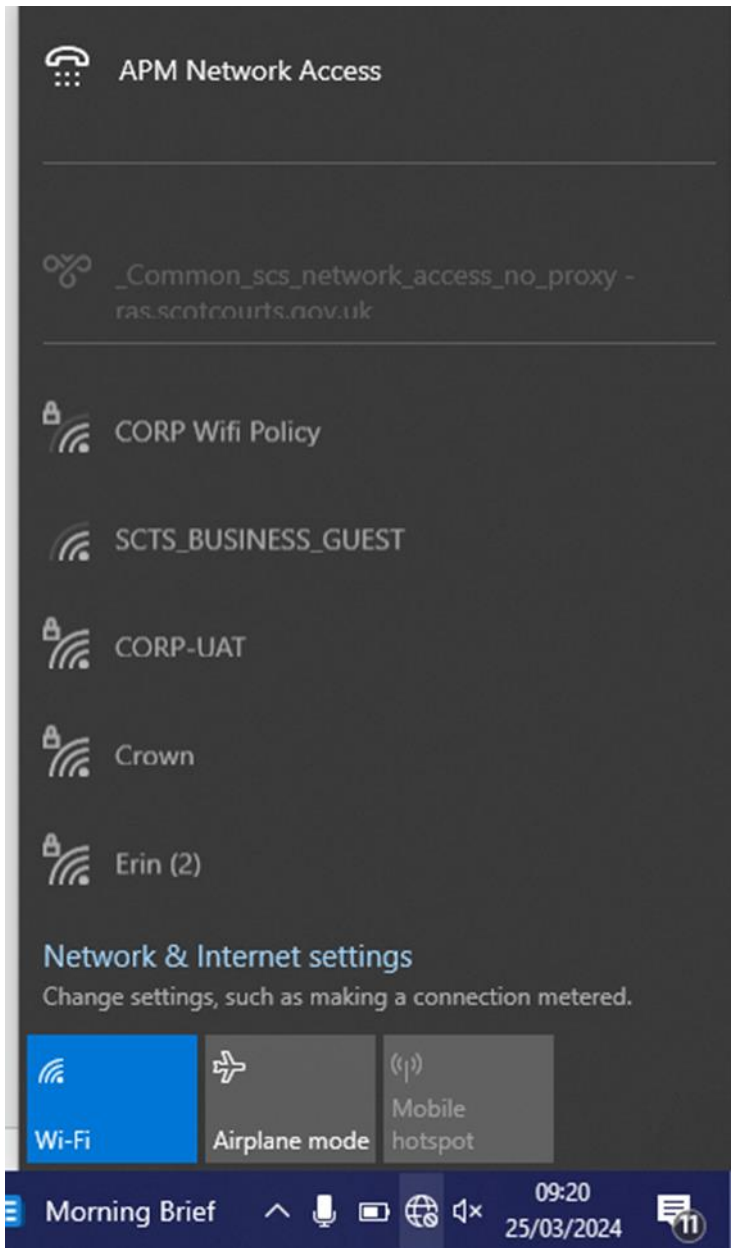 APM Network Access
_Common_scs_network_access_no_proxy -
ras.scotcourts.gov.uk
CORP Wifi Policy
SCTS_BUSINESS_GUEST
CORP-UAT
Crown
Erin (2)
Network & Internet settings
Change settings, such as making a connection metered.
Wi-Fi
Airplane mode
Mobile
hotspot
Morning Brief
09:20
25/03/2024
11